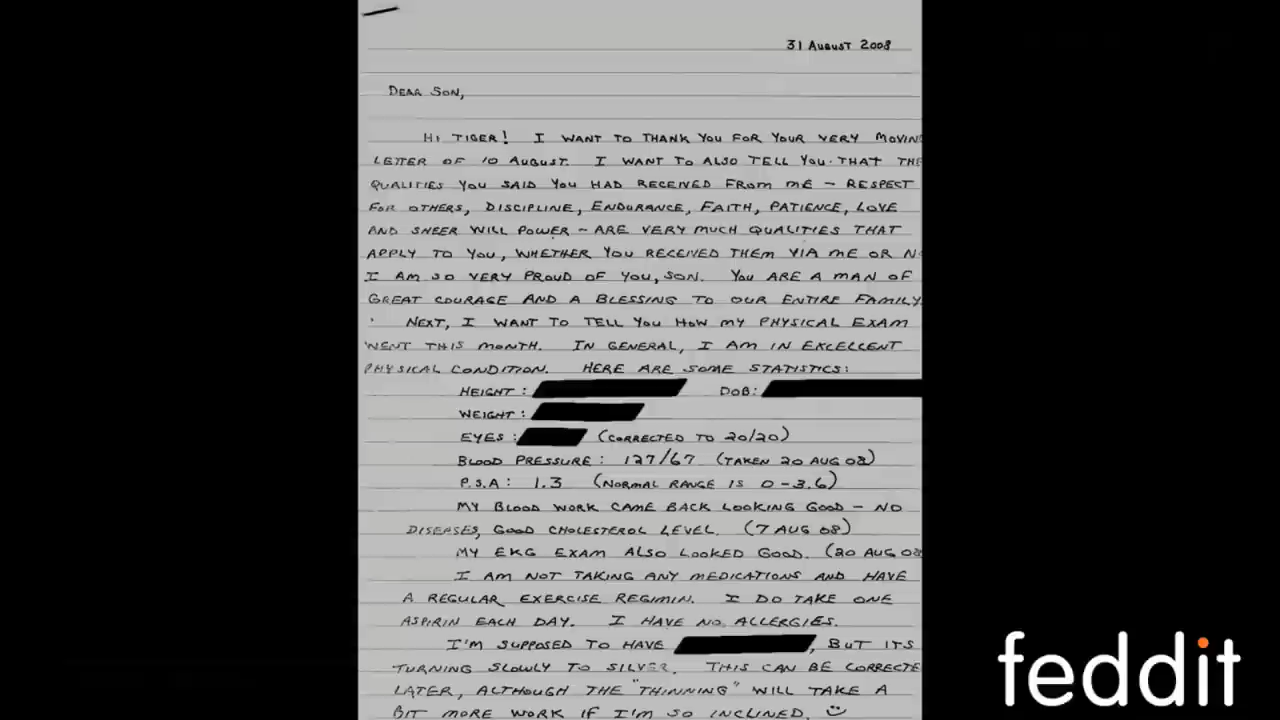 31 AUGUST 2008
DEAR SON,
HI TIGER! I WANT TO THANK YOU FOR YOUR VERY MOVING
LETTER OF 10 AUGUST. I WANT TO ALSO TELL YOU THAT THE
QUALITIES YOU SAID YOU HAD RECEIVED FROM ME – RESPECT
FOR OTHERS, DISCIPLINE, ENDURANCE, FAITH, PATIENCE, LOVE
AND SHEER WILL POWER – ARE VERY MUCH QUALITIES THAT
APPLY TO YOU, WHETHER YOU RECEIVED THEM VIA ME OR NO
I AM SO VERY PROUD OF YOU, SON. YOU ARE A MAN OF
GREAT COURAGE AND A BLESSING TO OUR ENTIRE FAMILY
NEXT, I WANT TO TELL YOU HOW MY PHYSICAL EXAM
WENT THIS MONTH. IN GENERAL, I AM IN EXCELLENT
PHYSICAL CONDITION. HERE ARE SOME STATISTICS:
HEIGHT: DOB:
WEIGHT:
EYES: (CORRECTED TO 20/20)
BLOOD PRESSURE: 127/67 (TAKEN 20 AUG 08)
P.S.A: 1.3 (NORMAL RANGE IS 0–3.6)
MY BLOOD WORK CAME BACK LOOKING GOOD – NO
DISEASES, GOOD CHOLESTEROL LEVEL. (7 AUG 08)
MY EKG EXAM ALSO LOOKED GOOD. (20 AUG 08
I AM NOT TAKING ANY MEDICATIONS AND HAVE
A REGULAR EXERCISE REGIMIN. I DO TAKE ONE
ASPIRIN EACH DAY. I HAVE NO ALLERGIES.
I'M SUPPOSED TO HAVE , BUT ITS
TURNING SLOWLY TO SILVER. THIS CAN BE CORRECTE
LATER, ALTHOUGH THE "THINNING" WILL TAKE A
BIT MORE WORK IF I'M SO INCLINED.
feddit